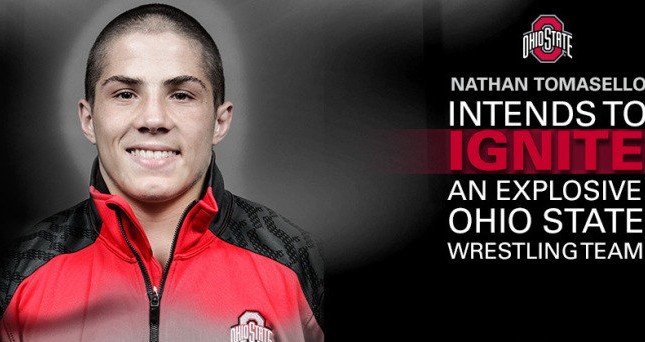 OHIO STATE
NATHAN TOMASELLO
INTENDS TO
IGNITE
AN EXPLOSIVE
OHIO STATE
WRESTLING TEAM
OHIO STATE